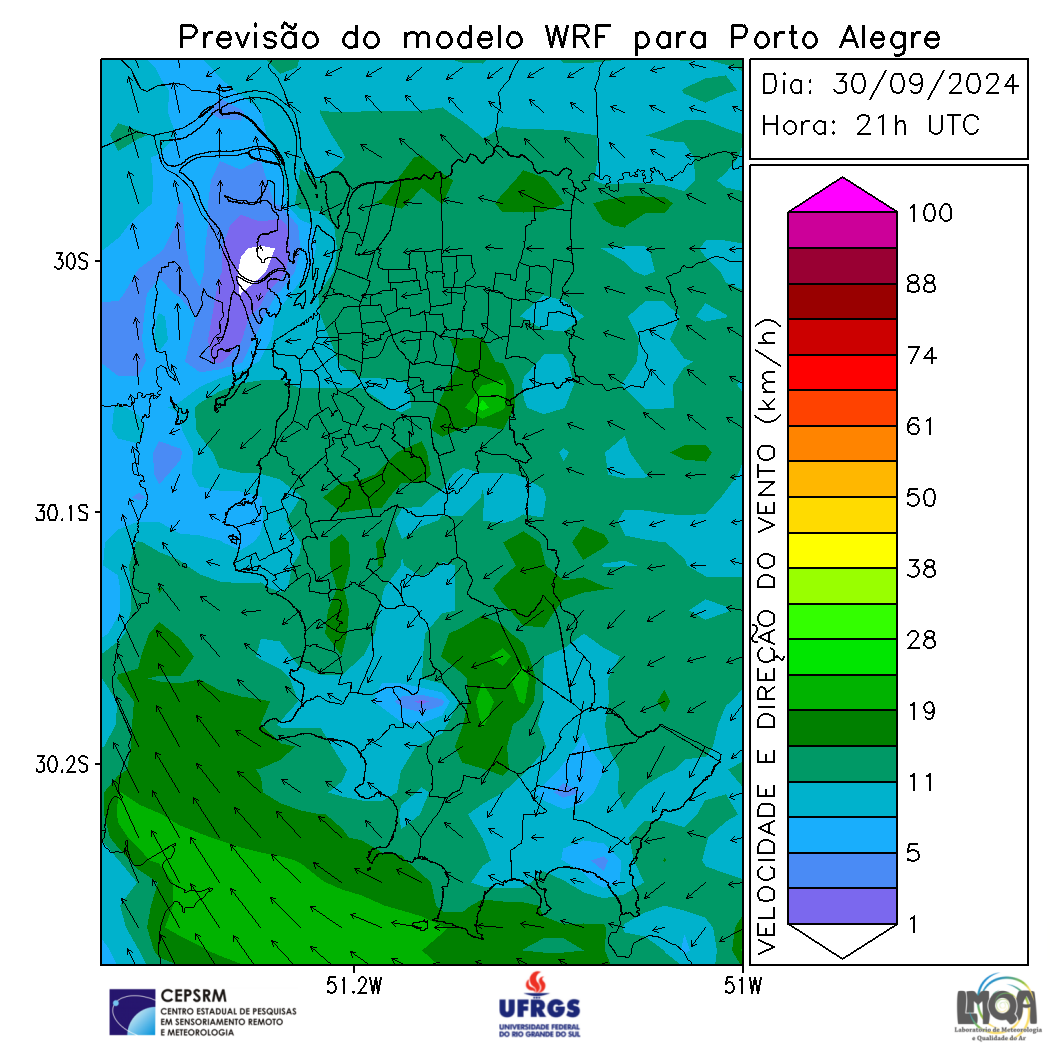 Previsão do modelo WRF para Porto Alegre
Dia: 30/09/2024
Hora: 21h UTC
30S
30.1S
30.2S
51.2W
51W
VELOCIDADE E DIREÇÃO DO VENTO (km/h)
100
88
74
61
50
38
28
19
11
5
1
CEPSRM
CENTRO ESTADUAL DE PESQUISAS
EM SENSORIAMENTO REMOTO
E METEOROLOGIA
UFRGS
UNIVERSIDADE FEDERAL
DO RIO GRANDE DO SUL
LMQA
Laboratório de Meteorologia
e Qualidade do Ar